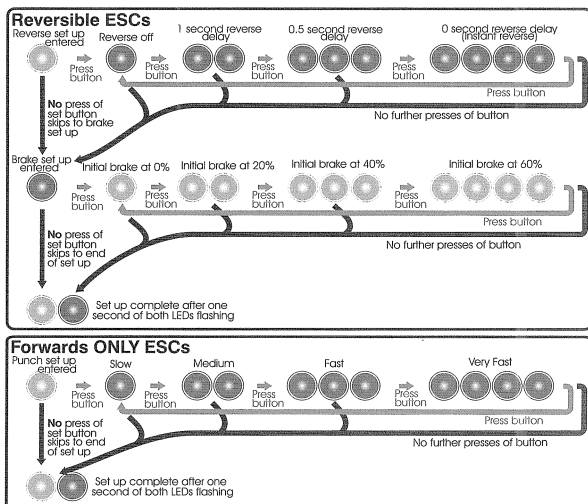 Reversible ESCs
Reverse set up
entered
Reverse off
1 second reverse
delay
0.5 second reverse
delay
0 second reverse delay
(instant reverse)
Press
button
Press
button
Press
button
Press
button
Press button
No press of
set button
skips to brake
set up
No further presses of button
Brake set up
entered
Initial brake at 0%
Initial brake at 20%
Initial brake at 40%
Initial brake at 60%
Press
button
Press
button
Press
button
Press
button
Press button
No press of
set button
skips to end
of set up
No further presses of button
Set up complete after one
second of both LEDs flashing
Forwards ONLY ESCs
Punch set up
entered
Slow
Medium
Fast
Very Fast
Press
button
Press
button
Press
button
Press
button
Press button
No press of
set button
skips to end
of set up
No further presses of button
Set up complete after one
second of both LEDs flashing